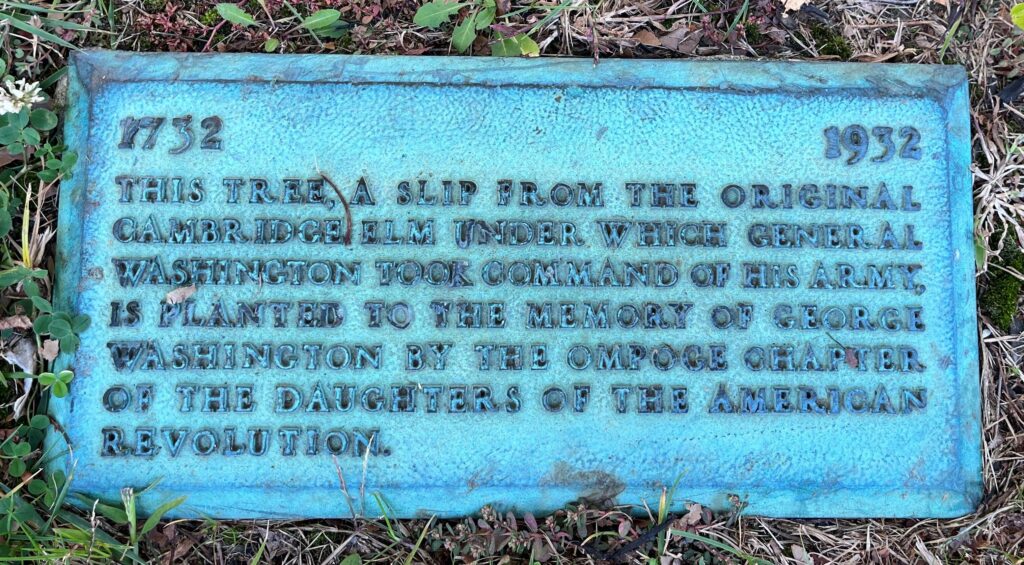 1732 1932
THIS TREE, A SLIP FROM THE ORIGINAL
CAMBRIDGE ELM UNDER WHICH GENERAL
WASHINGTON TOOK COMMAND OF HIS ARMY,
IS PLANTED TO THE MEMORY OF GEORGE
WASHINGTON BY THE OMPOGE CHAPTER
OF THE DAUGHTERS OF THE AMERICAN
REVOLUTION.